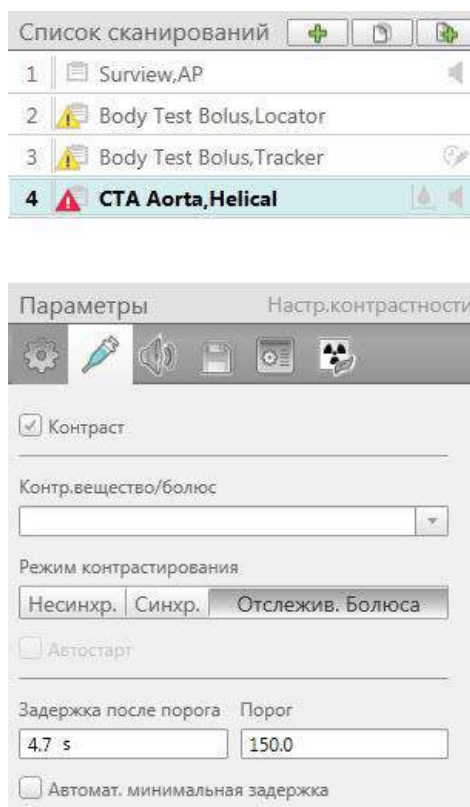 Список сканирований
1 Surview,AP
2 Body Test Bolus,Locator
3 Body Test Bolus,Tracker
4 CTA Aorta,Helical
Параметры Настр.контрастности
Контраст
Контр.вещество/болюс
Режим контрастирования
Несинхр. Синхр. Отслежив. Болюса
Автостарт
Задержка после порога Порог
4.7 s 150.0
Автомат. минимальная задержка